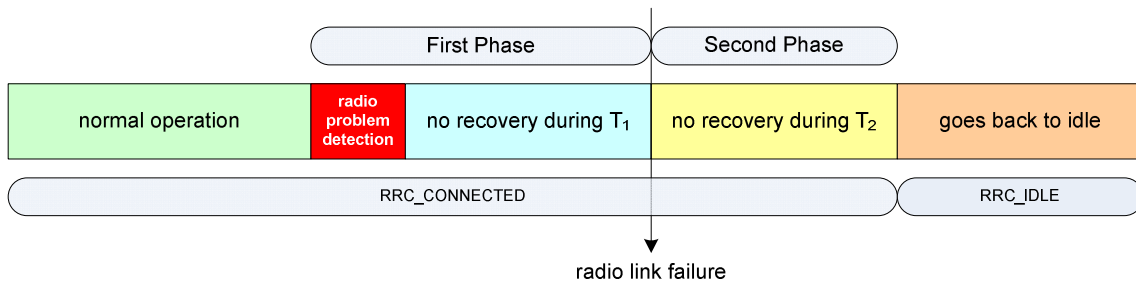 First Phase
Second Phase
normal operation
radio
problem
detection
no recovery during T₁
no recovery during T₂
goes back to idle
RRC_CONNECTED
RRC_IDLE
radio link failure